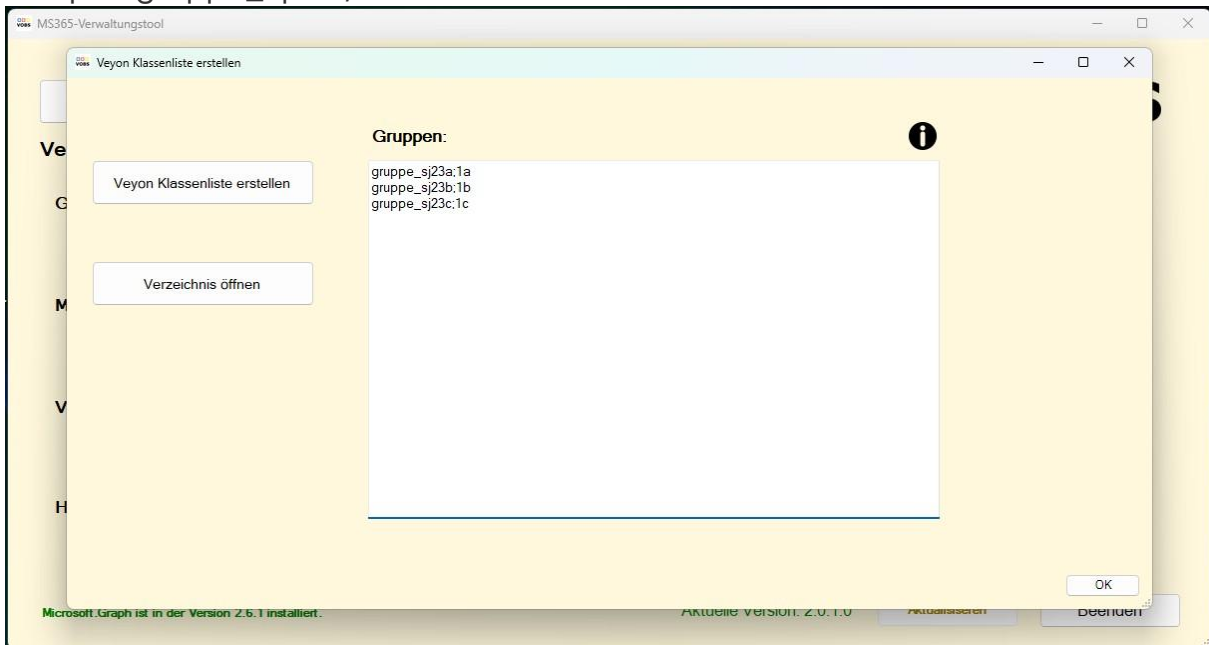 MS365-Verwaltungstool
Veyon Klassenliste erstellen
Gruppen:
Ve
Veyon Klassenliste erstellen
gruppe_sj23a;1a
gruppe_sj23b;1b
gruppe_sj23c;1c
G
Verzeichnis öffnen
M
V
H
OK
Microsoft.Graph ist in der Version 2.6.1 installiert.
Aktuelle Version: 2.0.1.0
Aktualisieren
Beenden